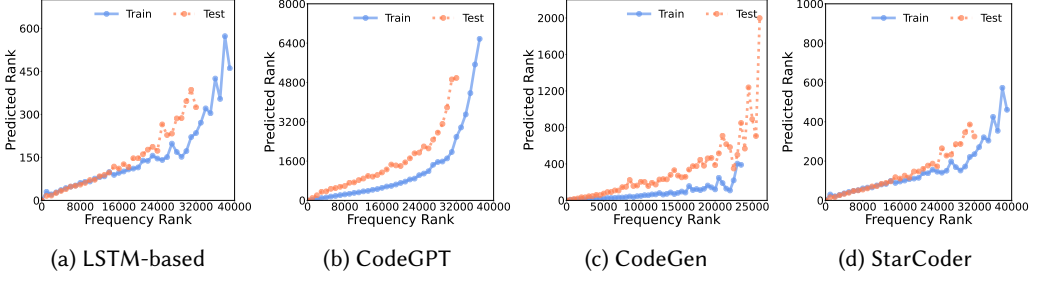 Train Test
Predicted Rank
600
450
300
150
0
0 8000 16000 24000 32000 40000
Frequency Rank
(a) LSTM-based
Train Test
Predicted Rank
8000
6400
4800
3200
1600
0
0 8000 16000 24000 32000 40000
Frequency Rank
(b) CodeGPT
Train Test
Predicted Rank
2000
1600
1200
800
400
0
0 5000 10000 15000 20000 25000
Frequency Rank
(c) CodeGen
Train Test
Predicted Rank
1000
800
600
400
200
0
0 8000 16000 24000 32000 40000
Frequency Rank
(d) StarCoder